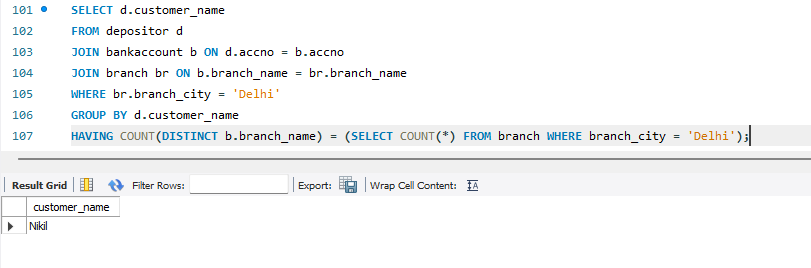 101 SELECT d.customer_name
102 FROM depositor d
103 JOIN bankaccount b ON d.accno = b.accno
104 JOIN branch br ON b.branch_name = br.branch_name
105 WHERE br.branch_city = 'Delhi'
106 GROUP BY d.customer_name
107 HAVING COUNT(DISTINCT b.branch_name) = (SELECT COUNT(*) FROM branch WHERE branch_city = 'Delhi');
Result Grid Filter Rows: Export: Wrap Cell Content: IA
customer_name
Nikil